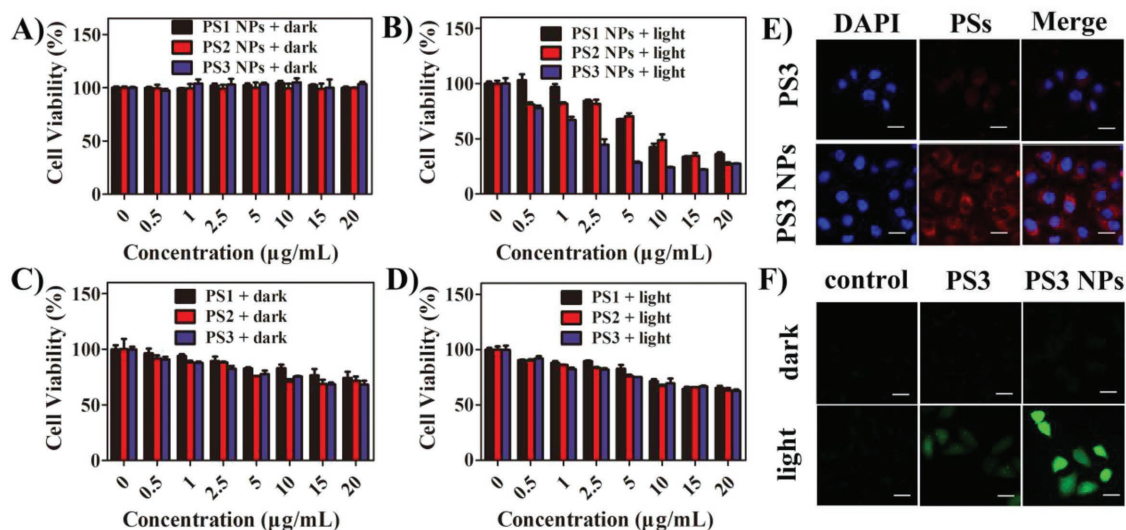 A)
Cell Viability (%)
150
100
50
0
PS1 NPs + dark
PS2 NPs + dark
PS3 NPs + dark
0 0.5 1 2.5 5 10 15 20
Concentration (µg/mL)
B)
Cell Viability (%)
150
100
50
0
PS1 NPs + light
PS2 NPs + light
PS3 NPs + light
0 0.5 1 2.5 5 10 15 20
Concentration (µg/mL)
C)
Cell Viability (%)
150
100
50
0
PS1 + dark
PS2 + dark
PS3 + dark
0 0.5 1 2.5 5 10 15 20
Concentration (µg/mL)
D)
Cell Viability (%)
150
100
50
0
PS1 + light
PS2 + light
PS3 + light
0 0.5 1 2.5 5 10 15 20
Concentration (µg/mL)
E)
DAPI PSs Merge
PS3
PS3 NPs
F)
control PS3 PS3 NPs
dark
light